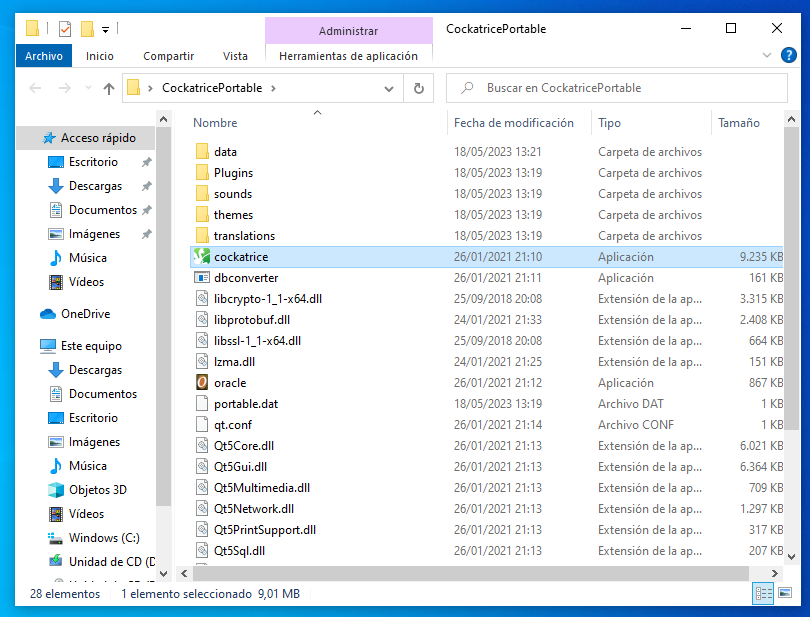 Administrar
CockatricePortable
Archivo Inicio Compartir Vista Herramientas de aplicación
CockatricePortable
Buscar en CockatricePortable
Nombre Fecha de modificación Tipo Tamaño
Acceso rápido
Escritorio
Descargas
Documentos
Imágenes
Música
Vídeos
OneDrive
Este equipo
Descargas
Documentos
Escritorio
Imágenes
Música
Objetos 3D
Vídeos
Windows (C:)
Unidad de CD (D
data 18/05/2023 13:21 Carpeta de archivos
Plugins 18/05/2023 13:19 Carpeta de archivos
sounds 18/05/2023 13:19 Carpeta de archivos
themes 18/05/2023 13:19 Carpeta de archivos
translations 18/05/2023 13:19 Carpeta de archivos
cockatrice 26/01/2021 21:10 Aplicación 9.235 KB
dbconverter 26/01/2021 21:11 Aplicación 161 KB
libcrypto-1_1-x64.dll 25/09/2018 20:08 Extensión de la ap... 3.315 KB
libprotobuf.dll 24/01/2021 21:33 Extensión de la ap... 2.408 KB
libssl-1_1-x64.dll 25/09/2018 20:08 Extensión de la ap... 664 KB
lzma.dll 24/01/2021 21:25 Extensión de la ap... 151 KB
oracle 26/01/2021 21:12 Aplicación 867 KB
portable.dat 18/05/2023 13:19 Archivo DAT 1 KB
qt.conf 26/01/2021 21:14 Archivo CONF 1 KB
Qt5Core.dll 26/01/2021 21:13 Extensión de la ap... 6.021 KB
Qt5Gui.dll 26/01/2021 21:13 Extensión de la ap... 6.364 KB
Qt5Multimedia.dll 26/01/2021 21:13 Extensión de la ap... 709 KB
Qt5Network.dll 26/01/2021 21:13 Extensión de la ap... 1.297 KB
Qt5PrintSupport.dll 26/01/2021 21:13 Extensión de la ap... 317 KB
Qt5Sql.dll 26/01/2021 21:13 Extensión de la ap... 207 KB
28 elementos 1 elemento seleccionado 9,01 MB